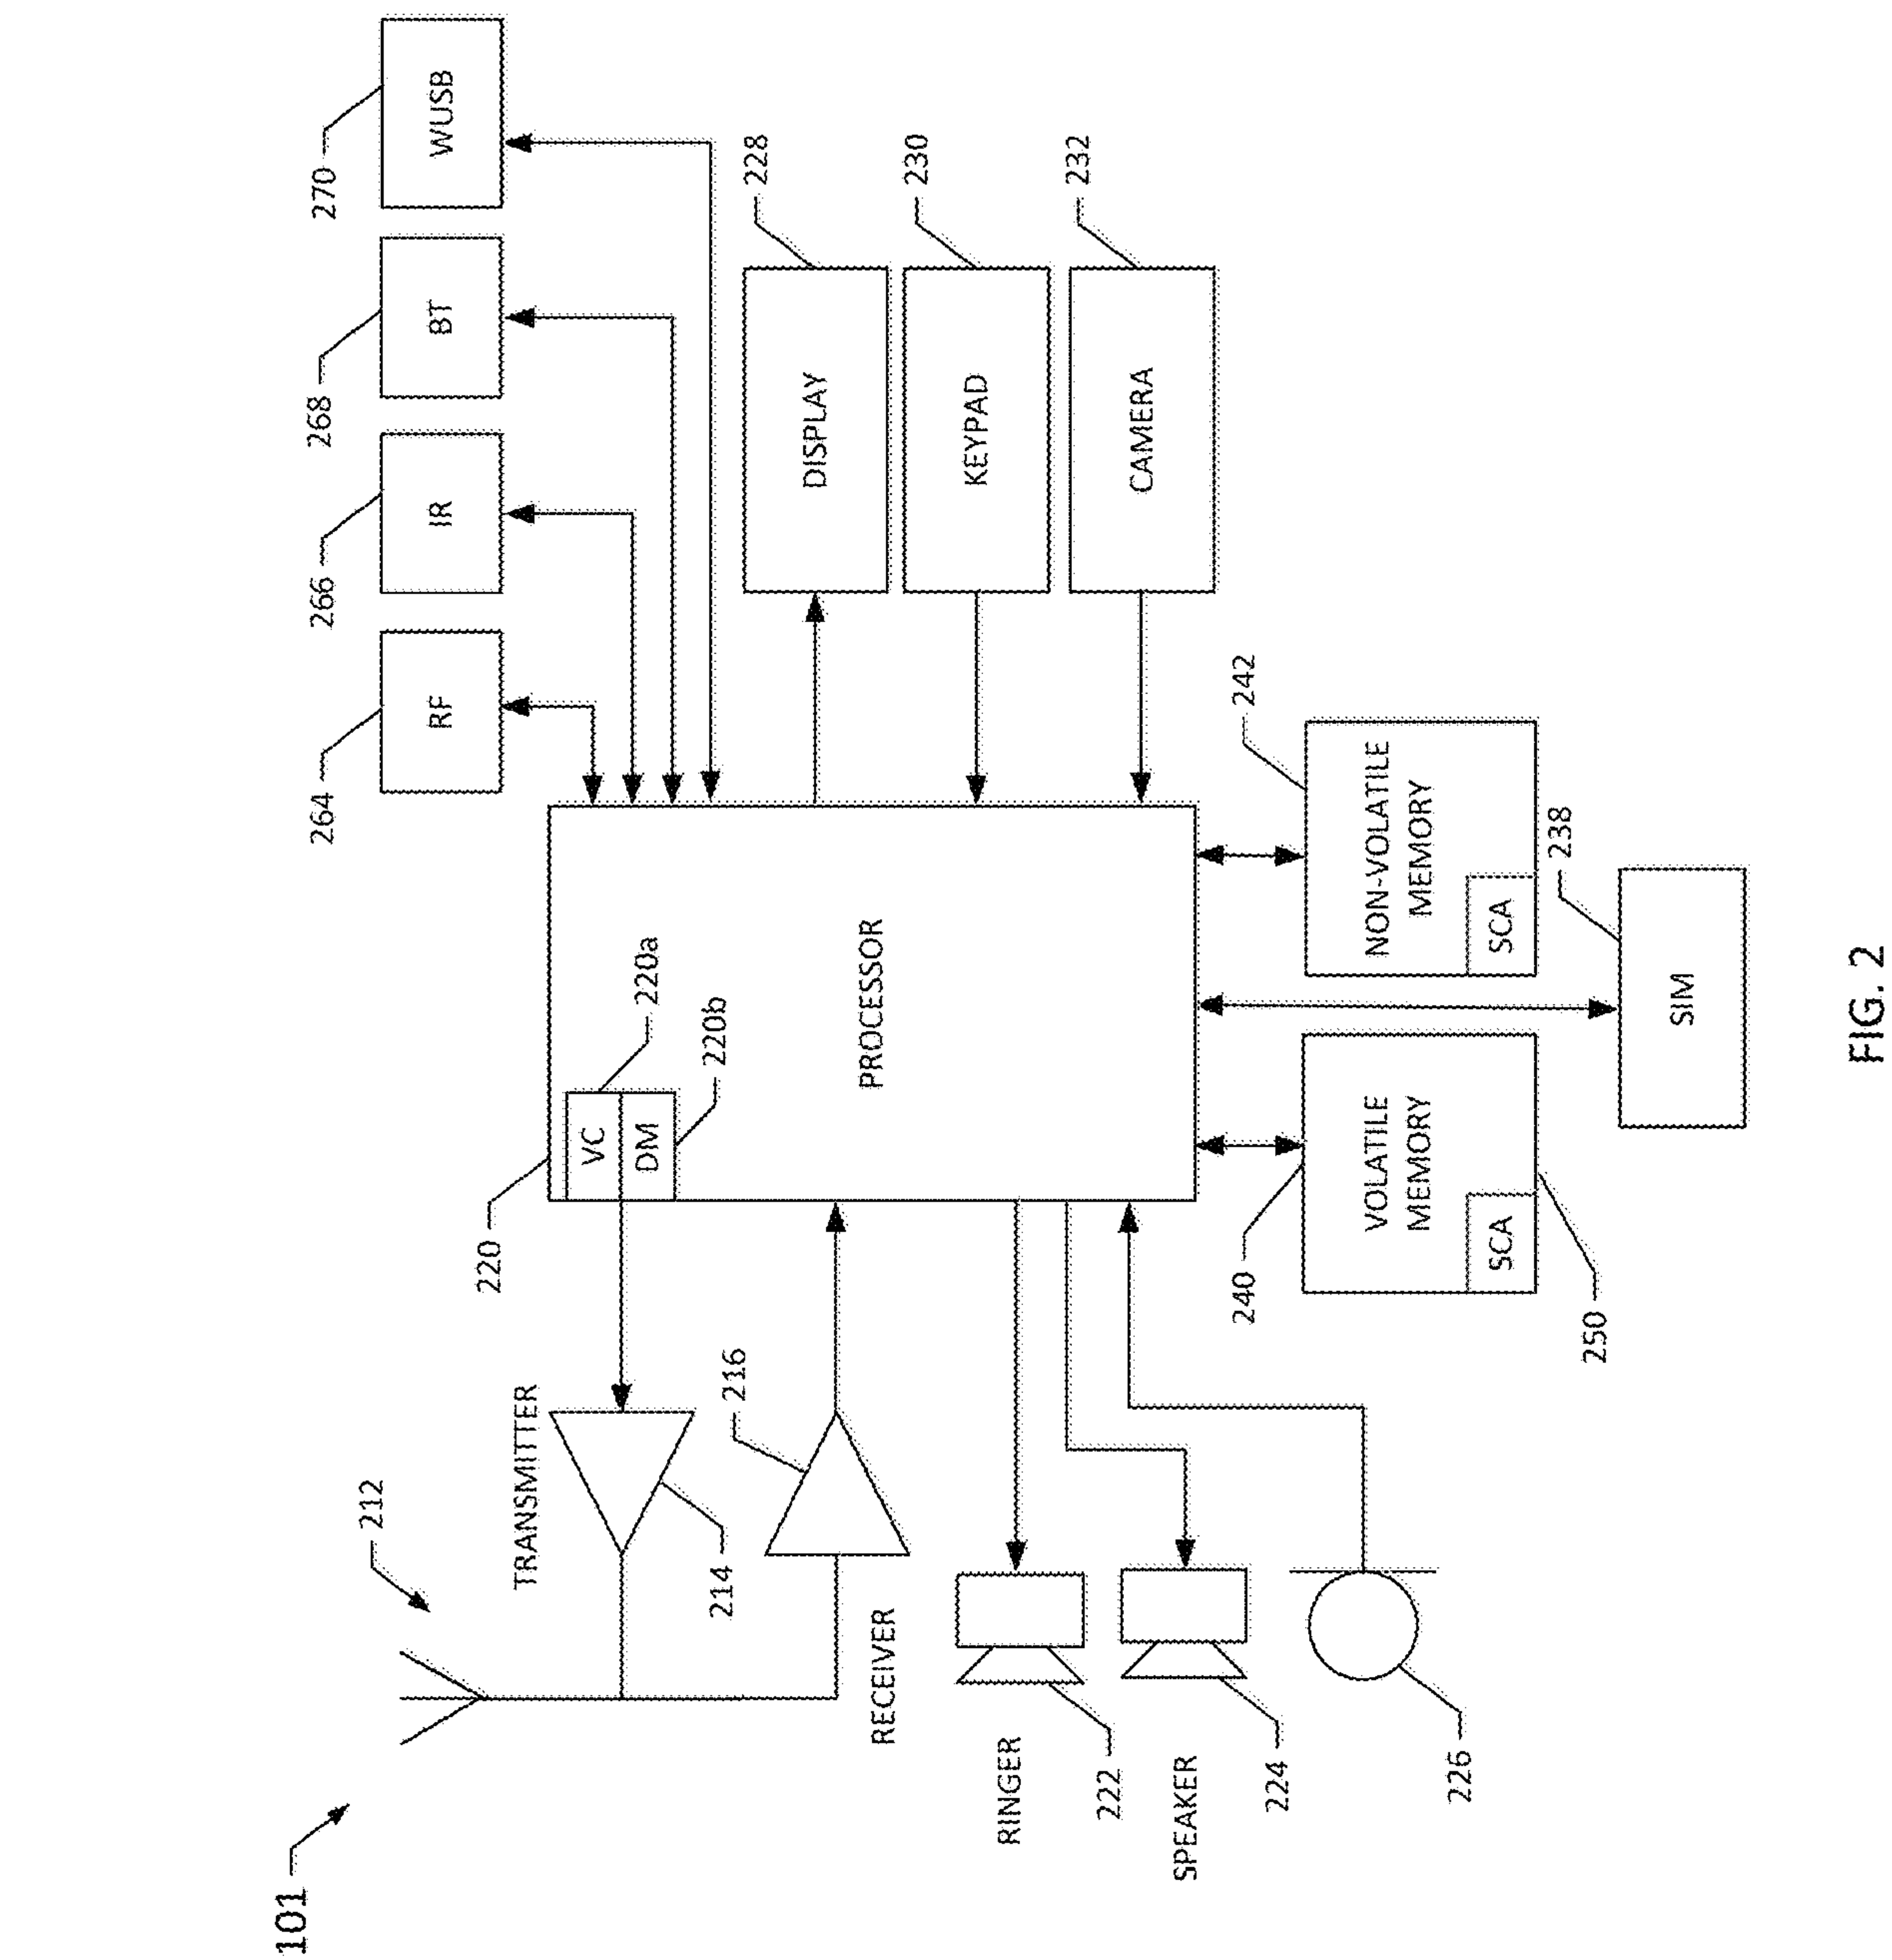 101
212
TRANSMITTER
214
216
RECEIVER
220
VC
DM
220a
220b
PROCESSOR
264
RF
266
IR
268
BT
270
WUSB
DISPLAY
228
KEYPAD
230
CAMERA
232
RINGER
222
SPEAKER
224
226
240
VOLATILE
MEMORY
SCA
250
242
NON-VOLATILE
MEMORY
SCA
238
SIM
FIG. 2